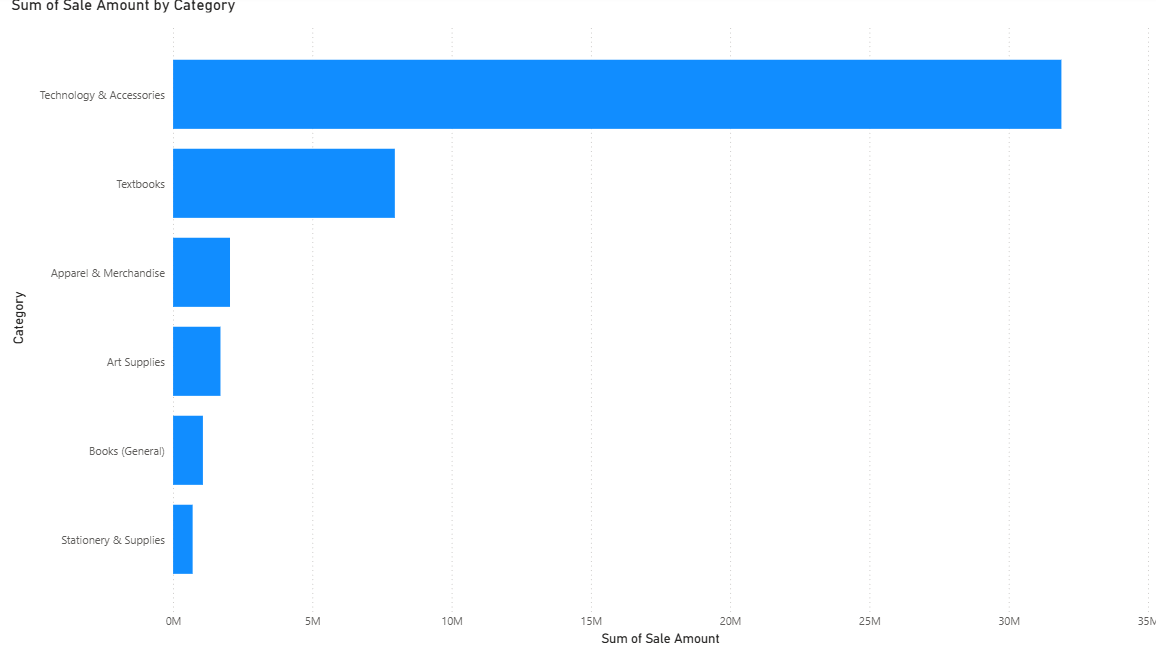 Sum of Sale Amount by Category
Category
Technology & Accessories
Textbooks
Apparel & Merchandise
Art Supplies
Books (General)
Stationery & Supplies
0M 5M 10M 15M 20M 25M 30M 35M
Sum of Sale Amount